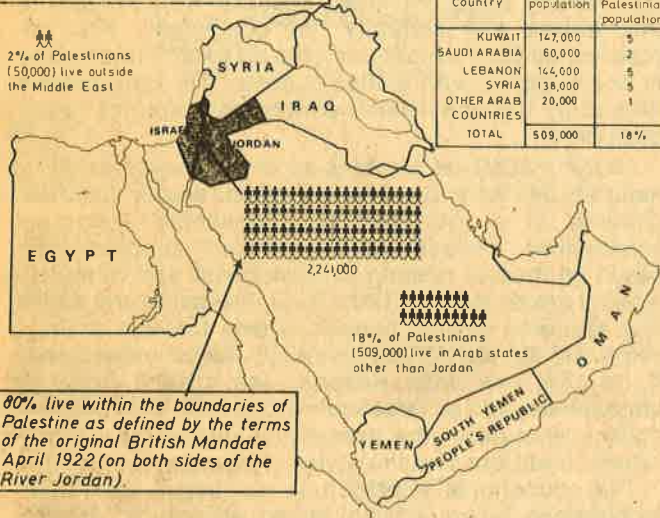 Country population Palestinian
population
KUWAIT 147,000 5
SAUDI ARABIA 60,000 2
LEBANON 144,000 5
SYRIA 138,000 5
OTHER ARAB 20,000 1
COUNTRIES
TOTAL 509,000 18%
2% of Palestinians
(50,000) live outside
the Middle East
SYRIA
IRAQ
ISRAEL
JORDAN
EGYPT
2,241,000
18% of Palestinians
(509,000) live in Arab states
other than Jordan
OMAN
80% live within the boundaries of
Palestine as defined by the terms
of the original British Mandate
April 1922 (on both sides of the
River Jordan).
YEMEN
SOUTH YEMEN
PEOPLE'S REPUBLIC